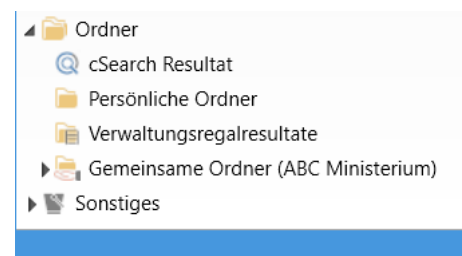 Ordner
cSearch Resultat
Persönliche Ordner
Verwaltungsregalresultate
Gemeinsame Ordner (ABC Ministerium)
Sonstiges